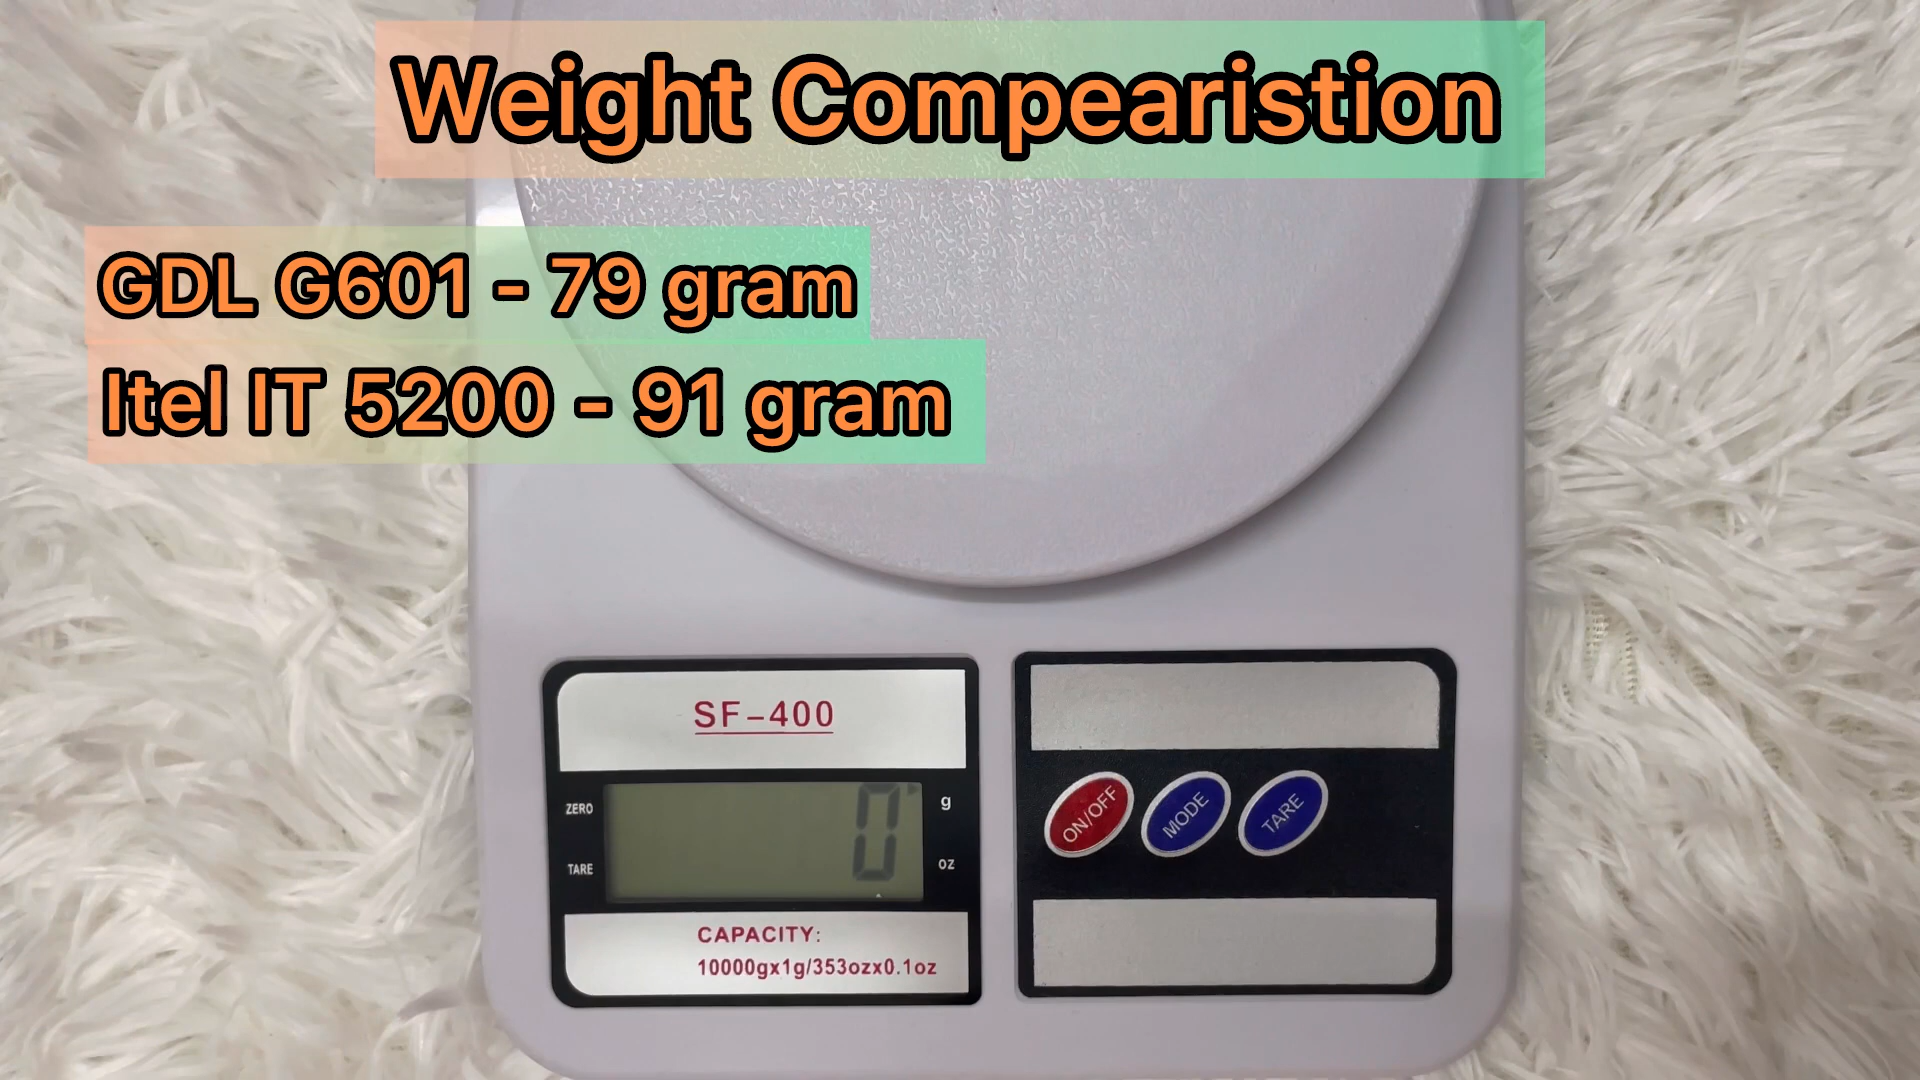 Weight Compearistion
GDL G601 - 79 gram
Itel IT 5200 - 91 gram
SF-400
ZERO
TARE
0
g
oz
CAPACITY:
10000gx1g/353ozx0.1oz
ON/OFF
MODE
TARE